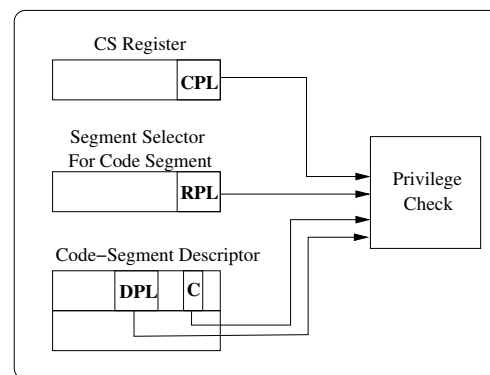 CS Register
CPL
Segment Selector
For Code Segment
RPL
Privilege
Check
Code−Segment Descriptor
DPL
C